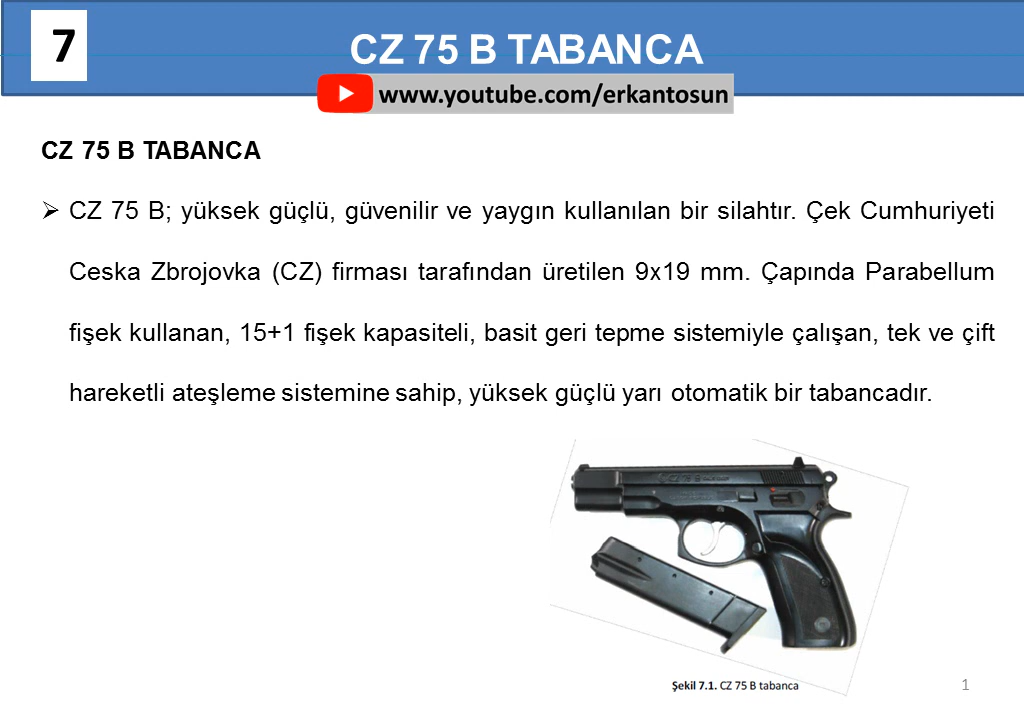 7
CZ 75 B TABANCA
www.youtube.com/erkantosun
CZ 75 B TABANCA
➢ CZ 75 B; yüksek güçlü, güvenilir ve yaygın kullanılan bir silahtır. Çek Cumhuriyeti
Ceska Zbrojovka (CZ) firması tarafından üretilen 9x19 mm. Çapında Parabellum
fişek kullanan, 15+1 fişek kapasiteli, basit geri tepme sistemiyle çalışan, tek ve çift
hareketli ateşleme sistemine sahip, yüksek güçlü yarı otomatik bir tabancadır.
Şekil 7.1. CZ 75 B tabanca
1